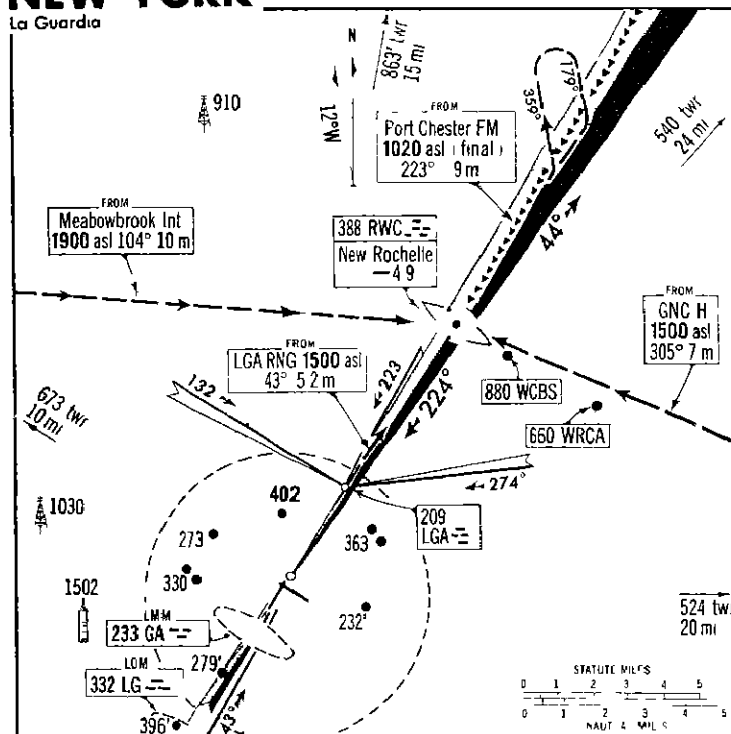 NEW YORK
La Guardia
N
12°W
863' twr
15 mi
910
FROM
Port Chester FM
1020 asl (final)
223° 9 m
359°
179°
540 twr
24 mi
FROM
Meabowbrook Int
1900 asl 104° 10 m
388 RWC
New Rochelle
—4 9
44°
FROM
GNC H
1500 asl
305° 7 m
FROM
LGA RNG 1500 asl
43° 5 2 m
223
224°
880 WCBS
660 WRCA
132
673 twr
10 mi
274°
1030
402
209
LGA
273
363
330
1502
LMM
233 GA
232'
524 tw
20 mi
LOM
332 LG
279'
43°
396'
STATUTE MILES
0 1 2 3 4 5
0 1 2 3 4 5